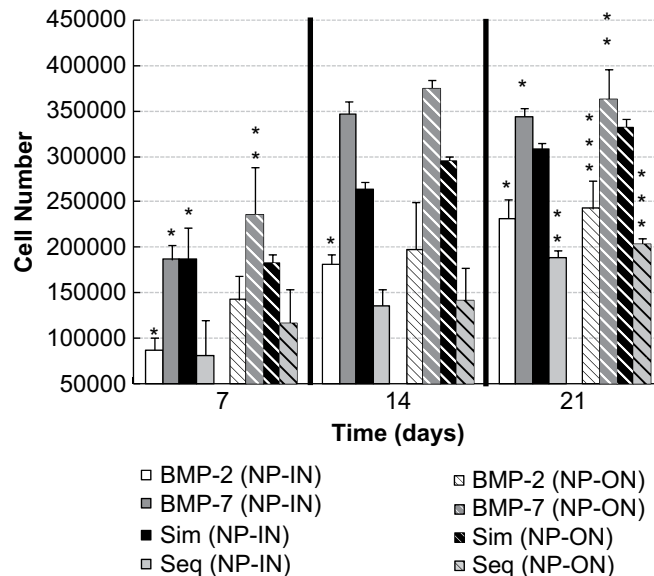 450000
400000
350000
300000
250000
200000
150000
100000
50000
Cell Number
* * * * * * * * * * * * * * * * * *
7 14 21
Time (days)
BMP-2 (NP-IN) BMP-2 (NP-ON)
BMP-7 (NP-IN) BMP-7 (NP-ON)
Sim (NP-IN) Sim (NP-ON)
Seq (NP-IN) Seq (NP-ON)